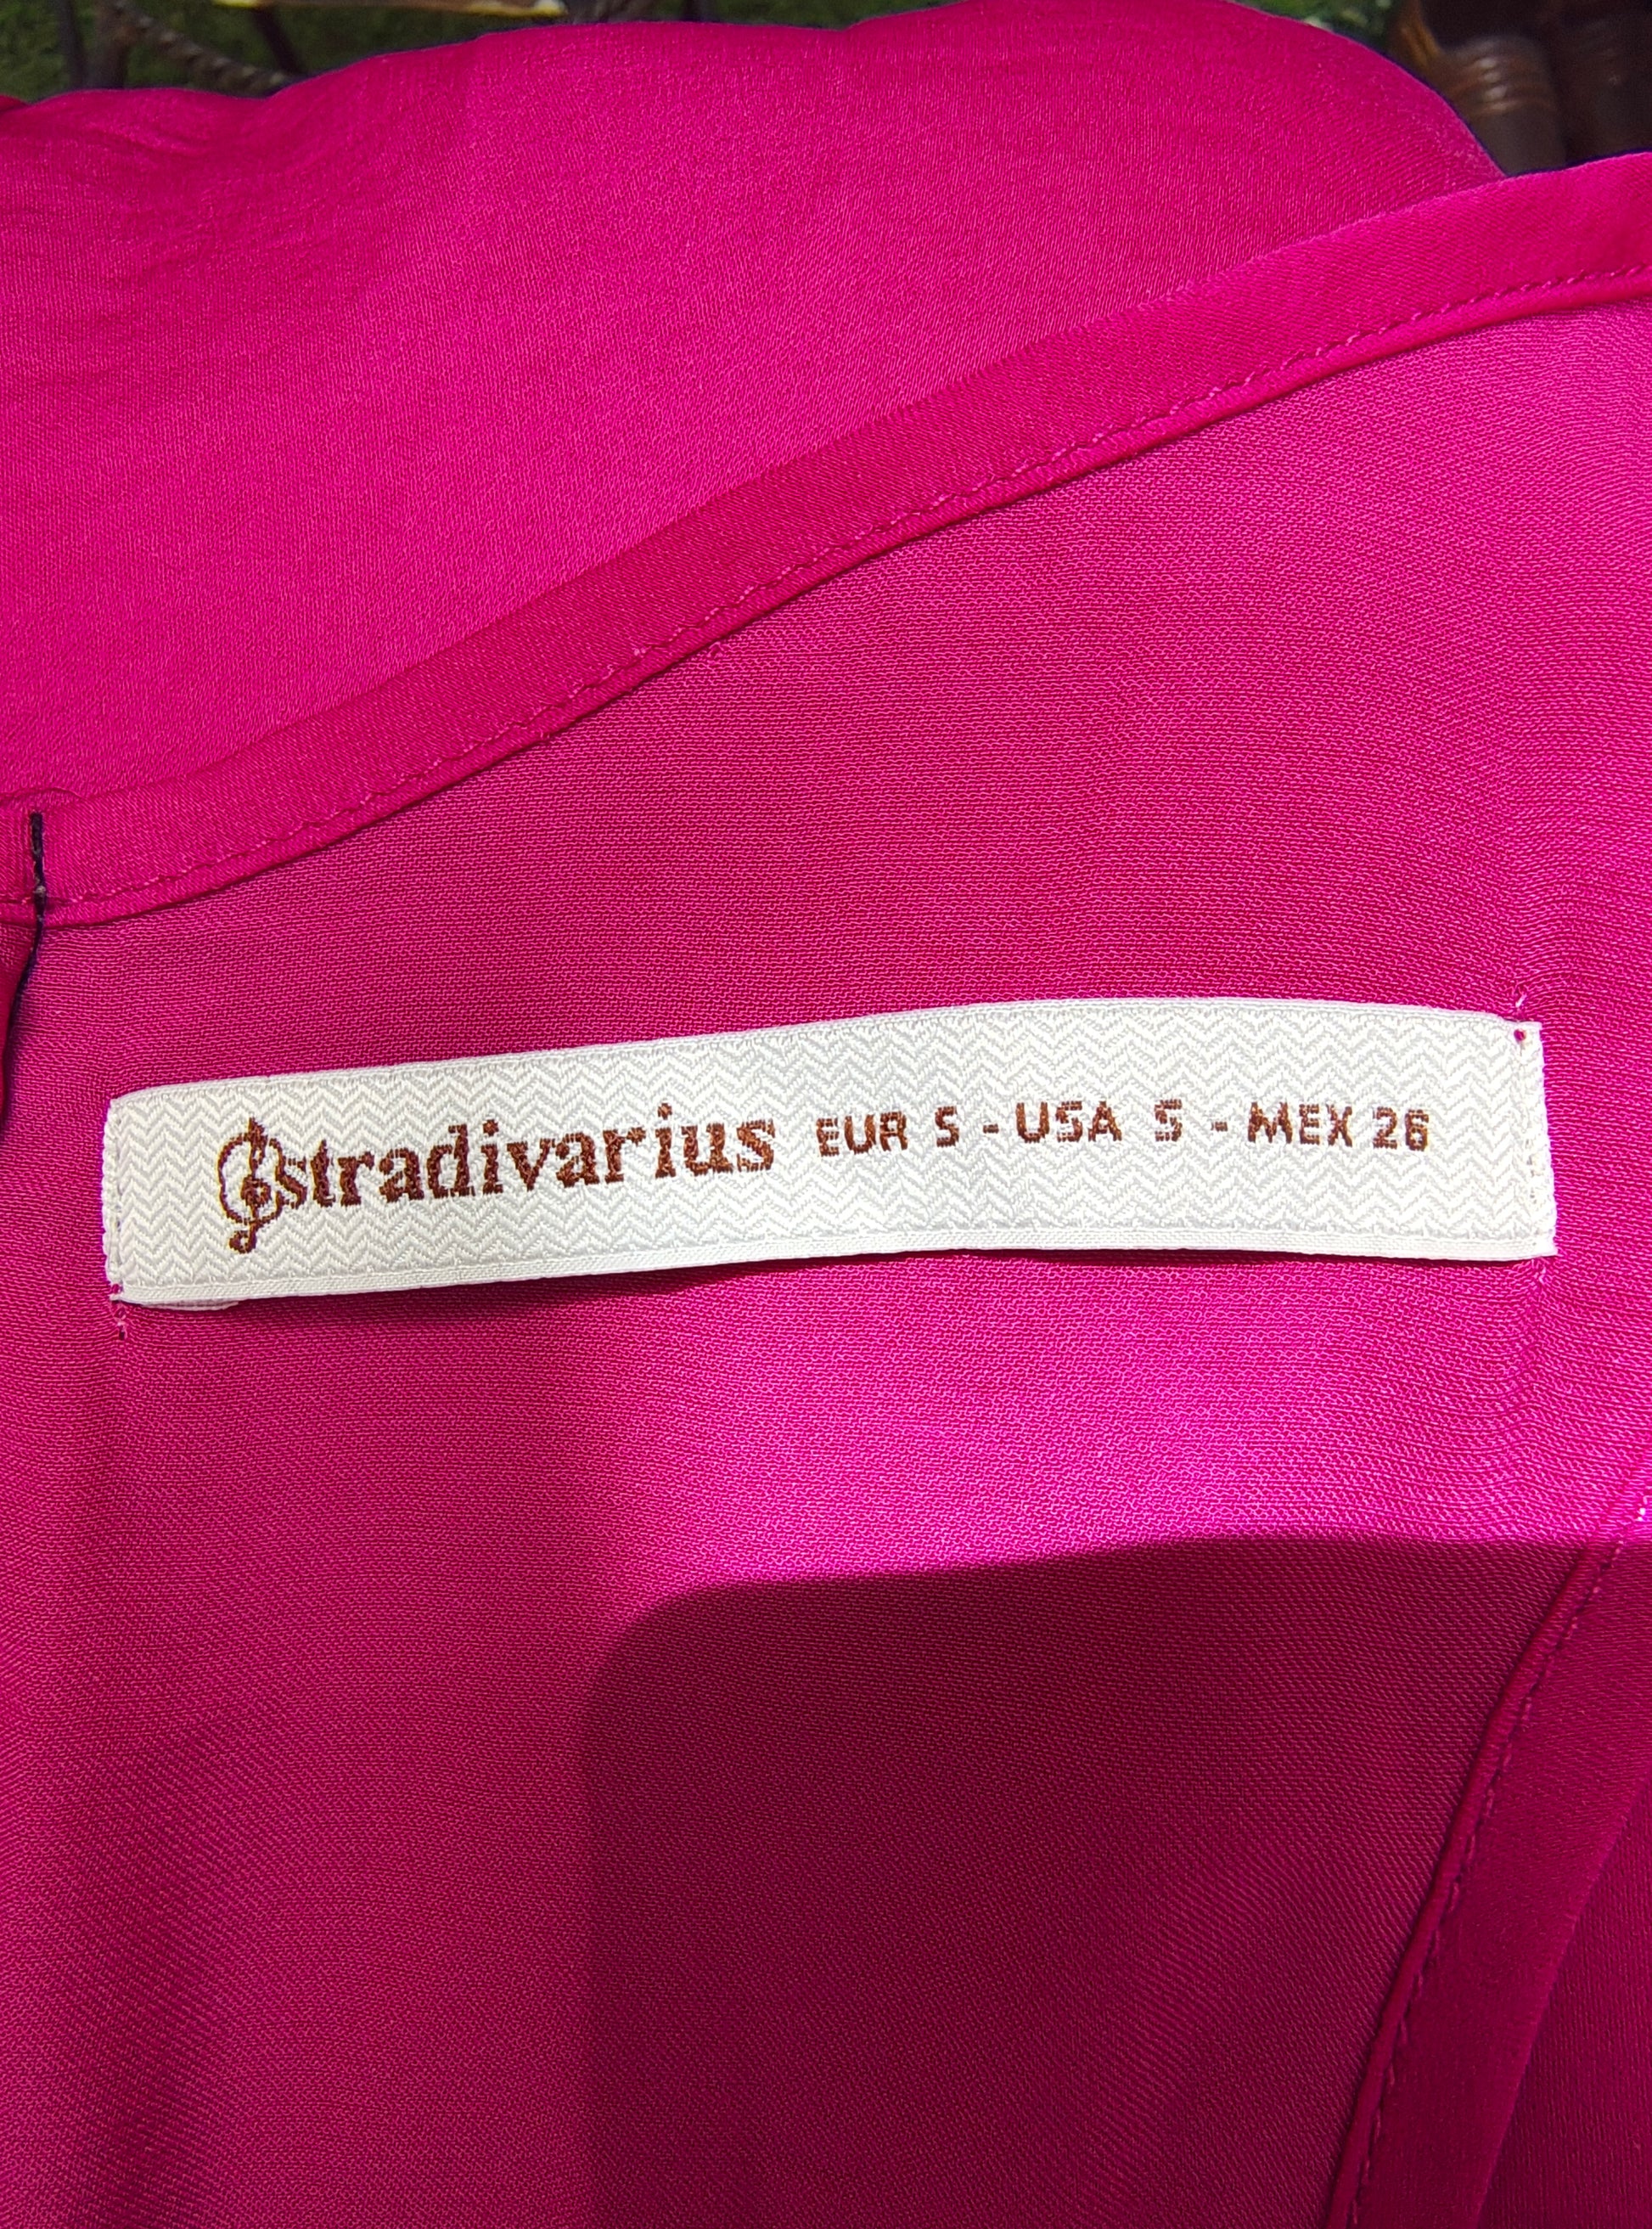 stradivarius EUR S - USA S - MEX 26